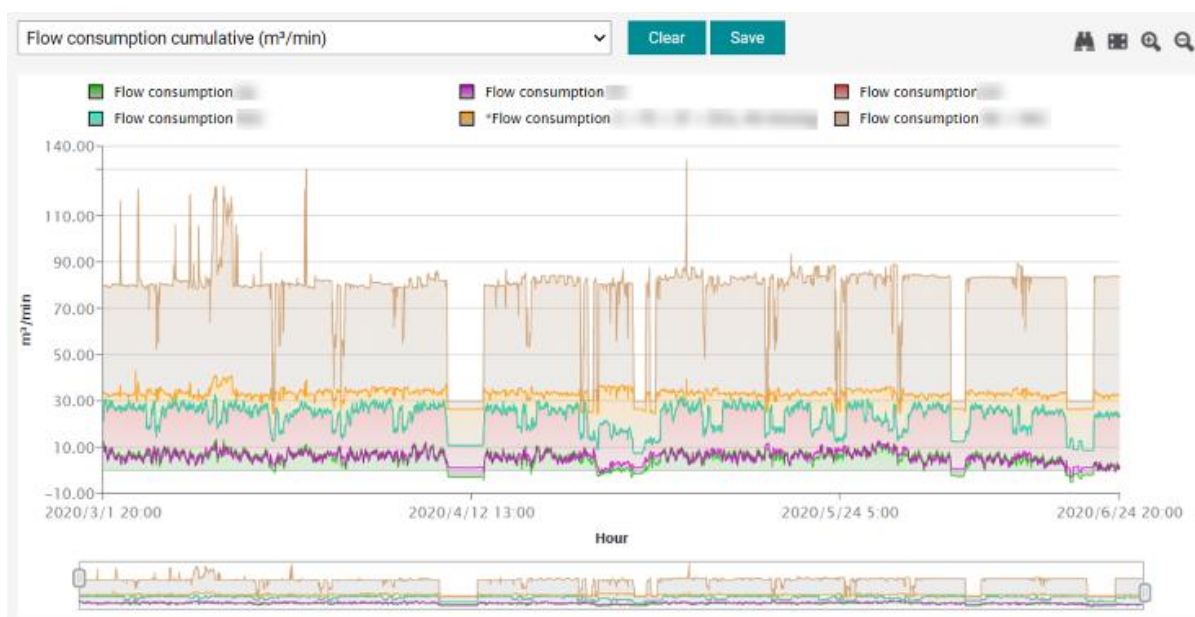 Flow consumption cumulative (m³/min)
Clear
Save
Flow consumption
Flow consumption
Flow consumption
Flow consumption
*Flow consumption
Flow consumption
140.00
110.00
90.00
70.00
50.00
30.00
10.00
-10.00
m³/min
2020/3/1 20:00
2020/4/12 13:00
2020/5/24 5:00
2020/6/24 20:00
Hour